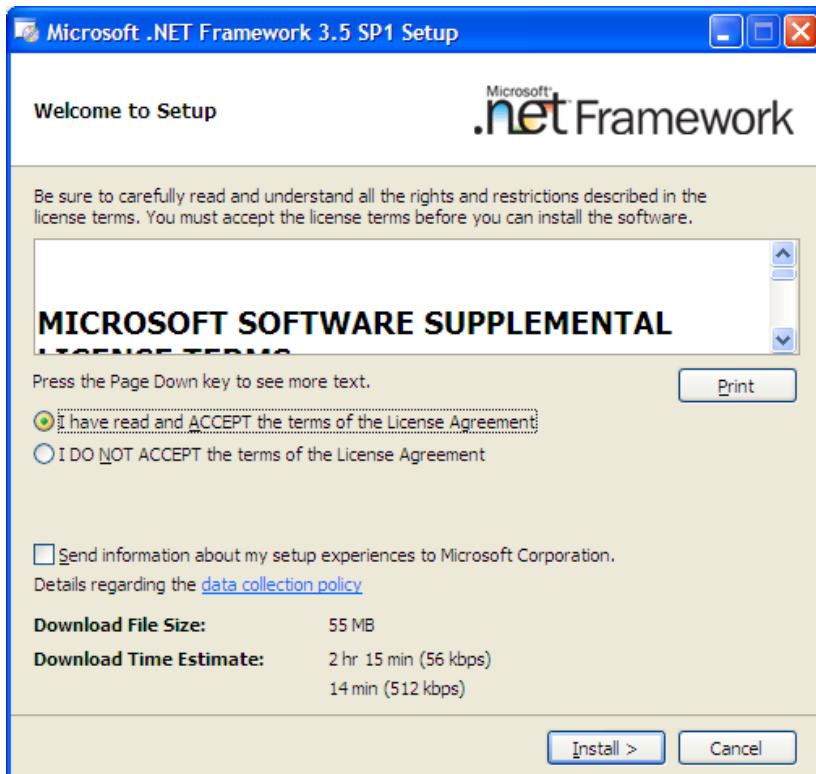 Microsoft .NET Framework 3.5 SP1 Setup
Welcome to Setup
Microsoft
.net Framework
Be sure to carefully read and understand all the rights and restrictions described in the
license terms. You must accept the license terms before you can install the software.
MICROSOFT SOFTWARE SUPPLEMENTAL
LICENSE TERMS
Press the Page Down key to see more text.
Print
I have read and ACCEPT the terms of the License Agreement
I DO NOT ACCEPT the terms of the License Agreement
Send information about my setup experiences to Microsoft Corporation.
Details regarding the data collection policy
Download File Size: 55 MB
Download Time Estimate: 2 hr 15 min (56 kbps)
14 min (512 kbps)
Install > Cancel